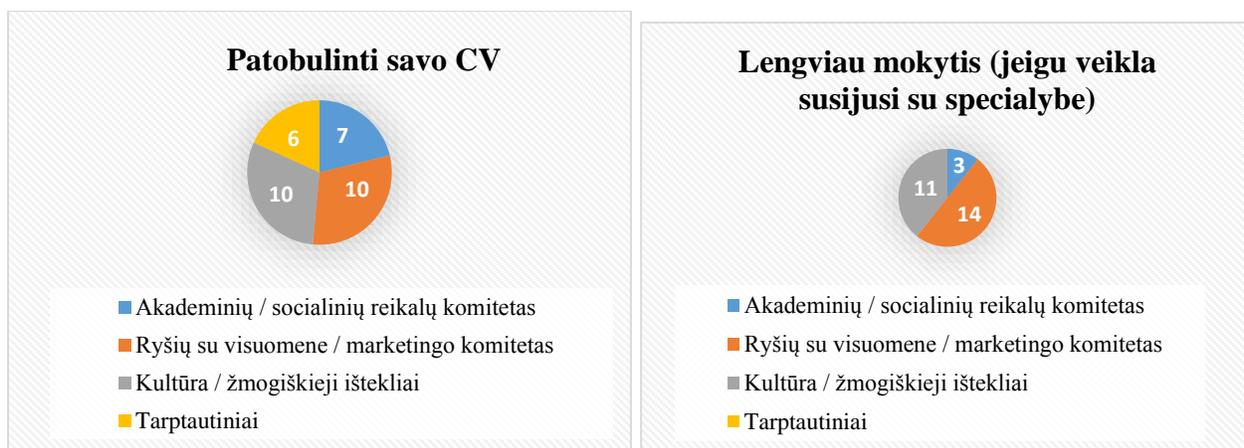 Patobulinti savo CV
6
7
10
10
Akademinių / socialinių reikalų komitetas
Ryšių su visuomene / marketingo komitetas
Kultūra / žmogiškieji ištekliai
Tarptautiniai
Lengviau mokytis (jeigu veikla
susijusi su specialybe)
3
11
14
Akademinių / socialinių reikalų komitetas
Ryšių su visuomene / marketingo komitetas
Kultūra / žmogiškieji ištekliai
Tarptautiniai